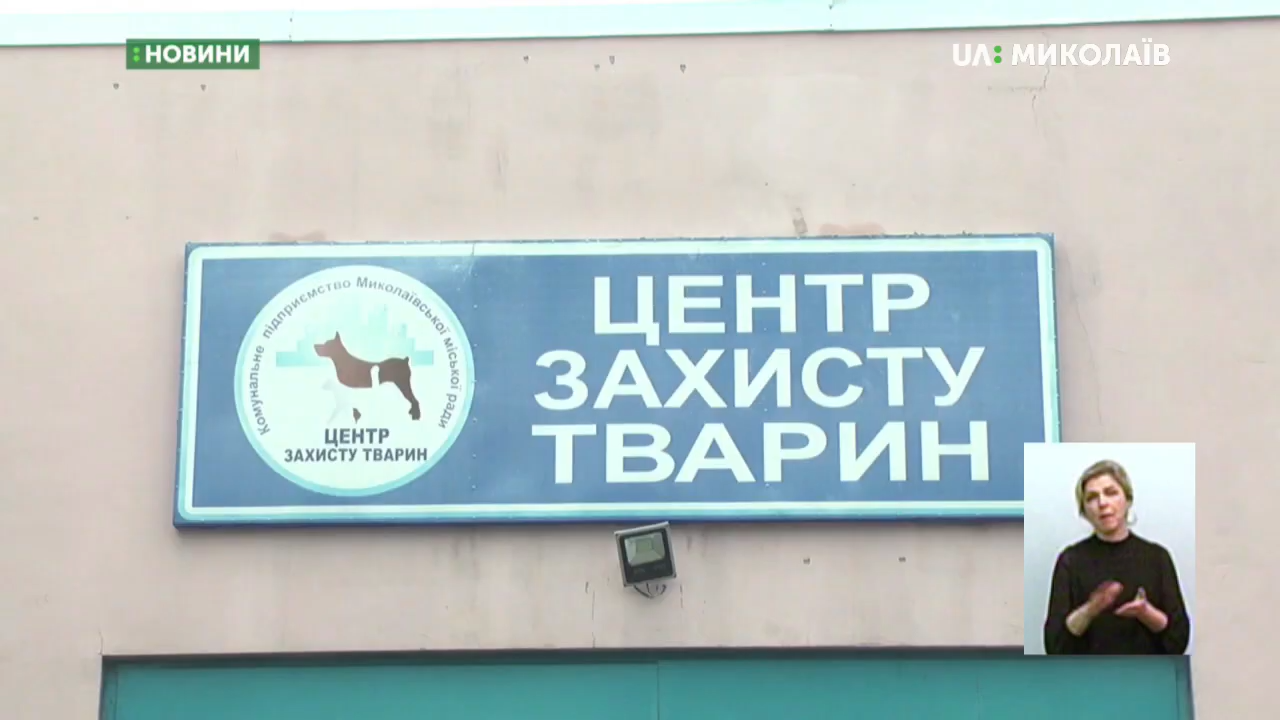 :НОВИНИ
UA: МИКОЛАЇВ
Комунальне підприємство Миколаївської міської ради
ЦЕНТР
ЗАХИСТУ ТВАРИН
ЦЕНТР
ЗАХИСТУ
ТВАРИН